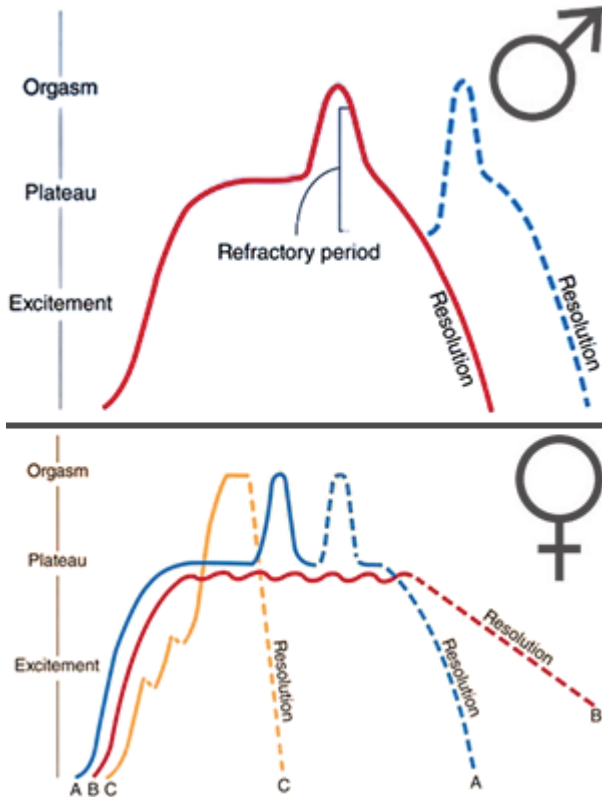 Orgasm
Plateau
Refractory period
Excitement
Resolution
Resolution
Orgasm
Plateau
Excitement
Resolution
Resolution
Resolution
B
A B C
C
A